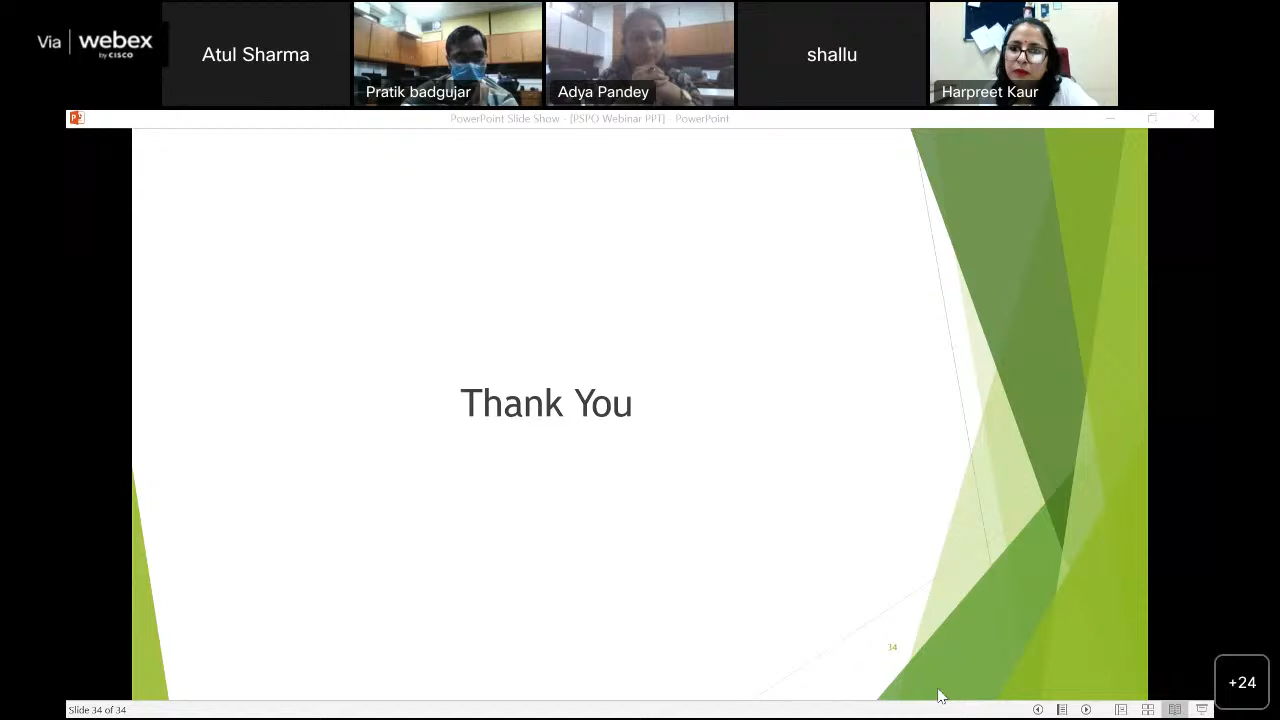 Via | webex
by CISCO
Atul Sharma
Pratik badgujar
Adya Pandey
shallu
Harpreet Kaur
PowerPoint Slide Show - [PSPO Webinar PPT] - PowerPoint
Thank You
34
Slide 34 of 34
+24